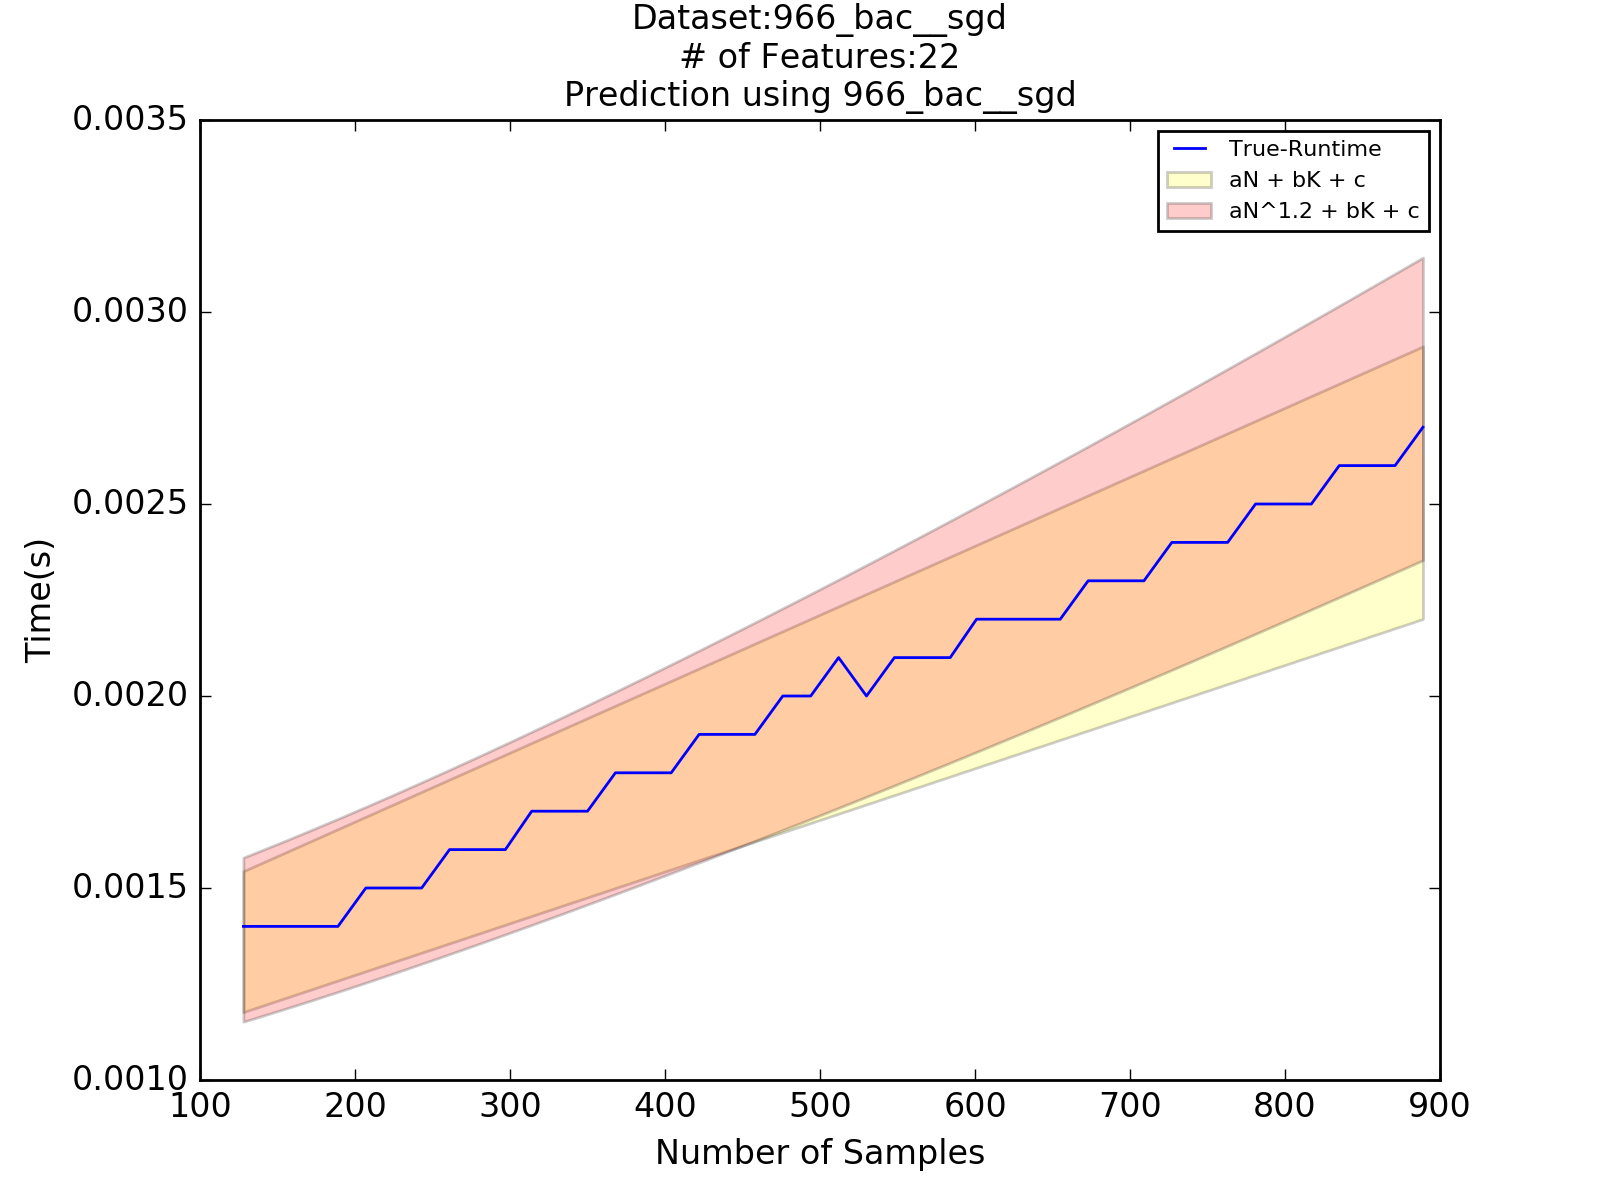 Dataset:966_bac__sgd
# of Features:22
Prediction using 966_bac__sgd
0.0035
0.0030
0.0025
0.0020
0.0015
0.0010
Time(s)
True-Runtime
aN + bK + c
aN^1.2 + bK + c
100 200 300 400 500 600 700 800 900
Number of Samples